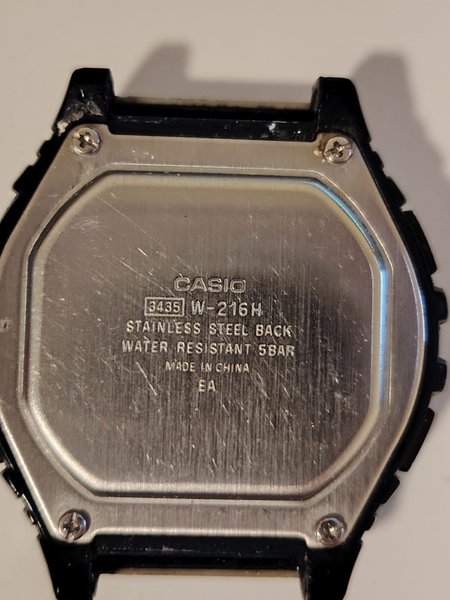 CASIO
3435 W-216H
STAINLESS STEEL BACK
WATER RESISTANT 5BAR
MADE IN CHINA
EA